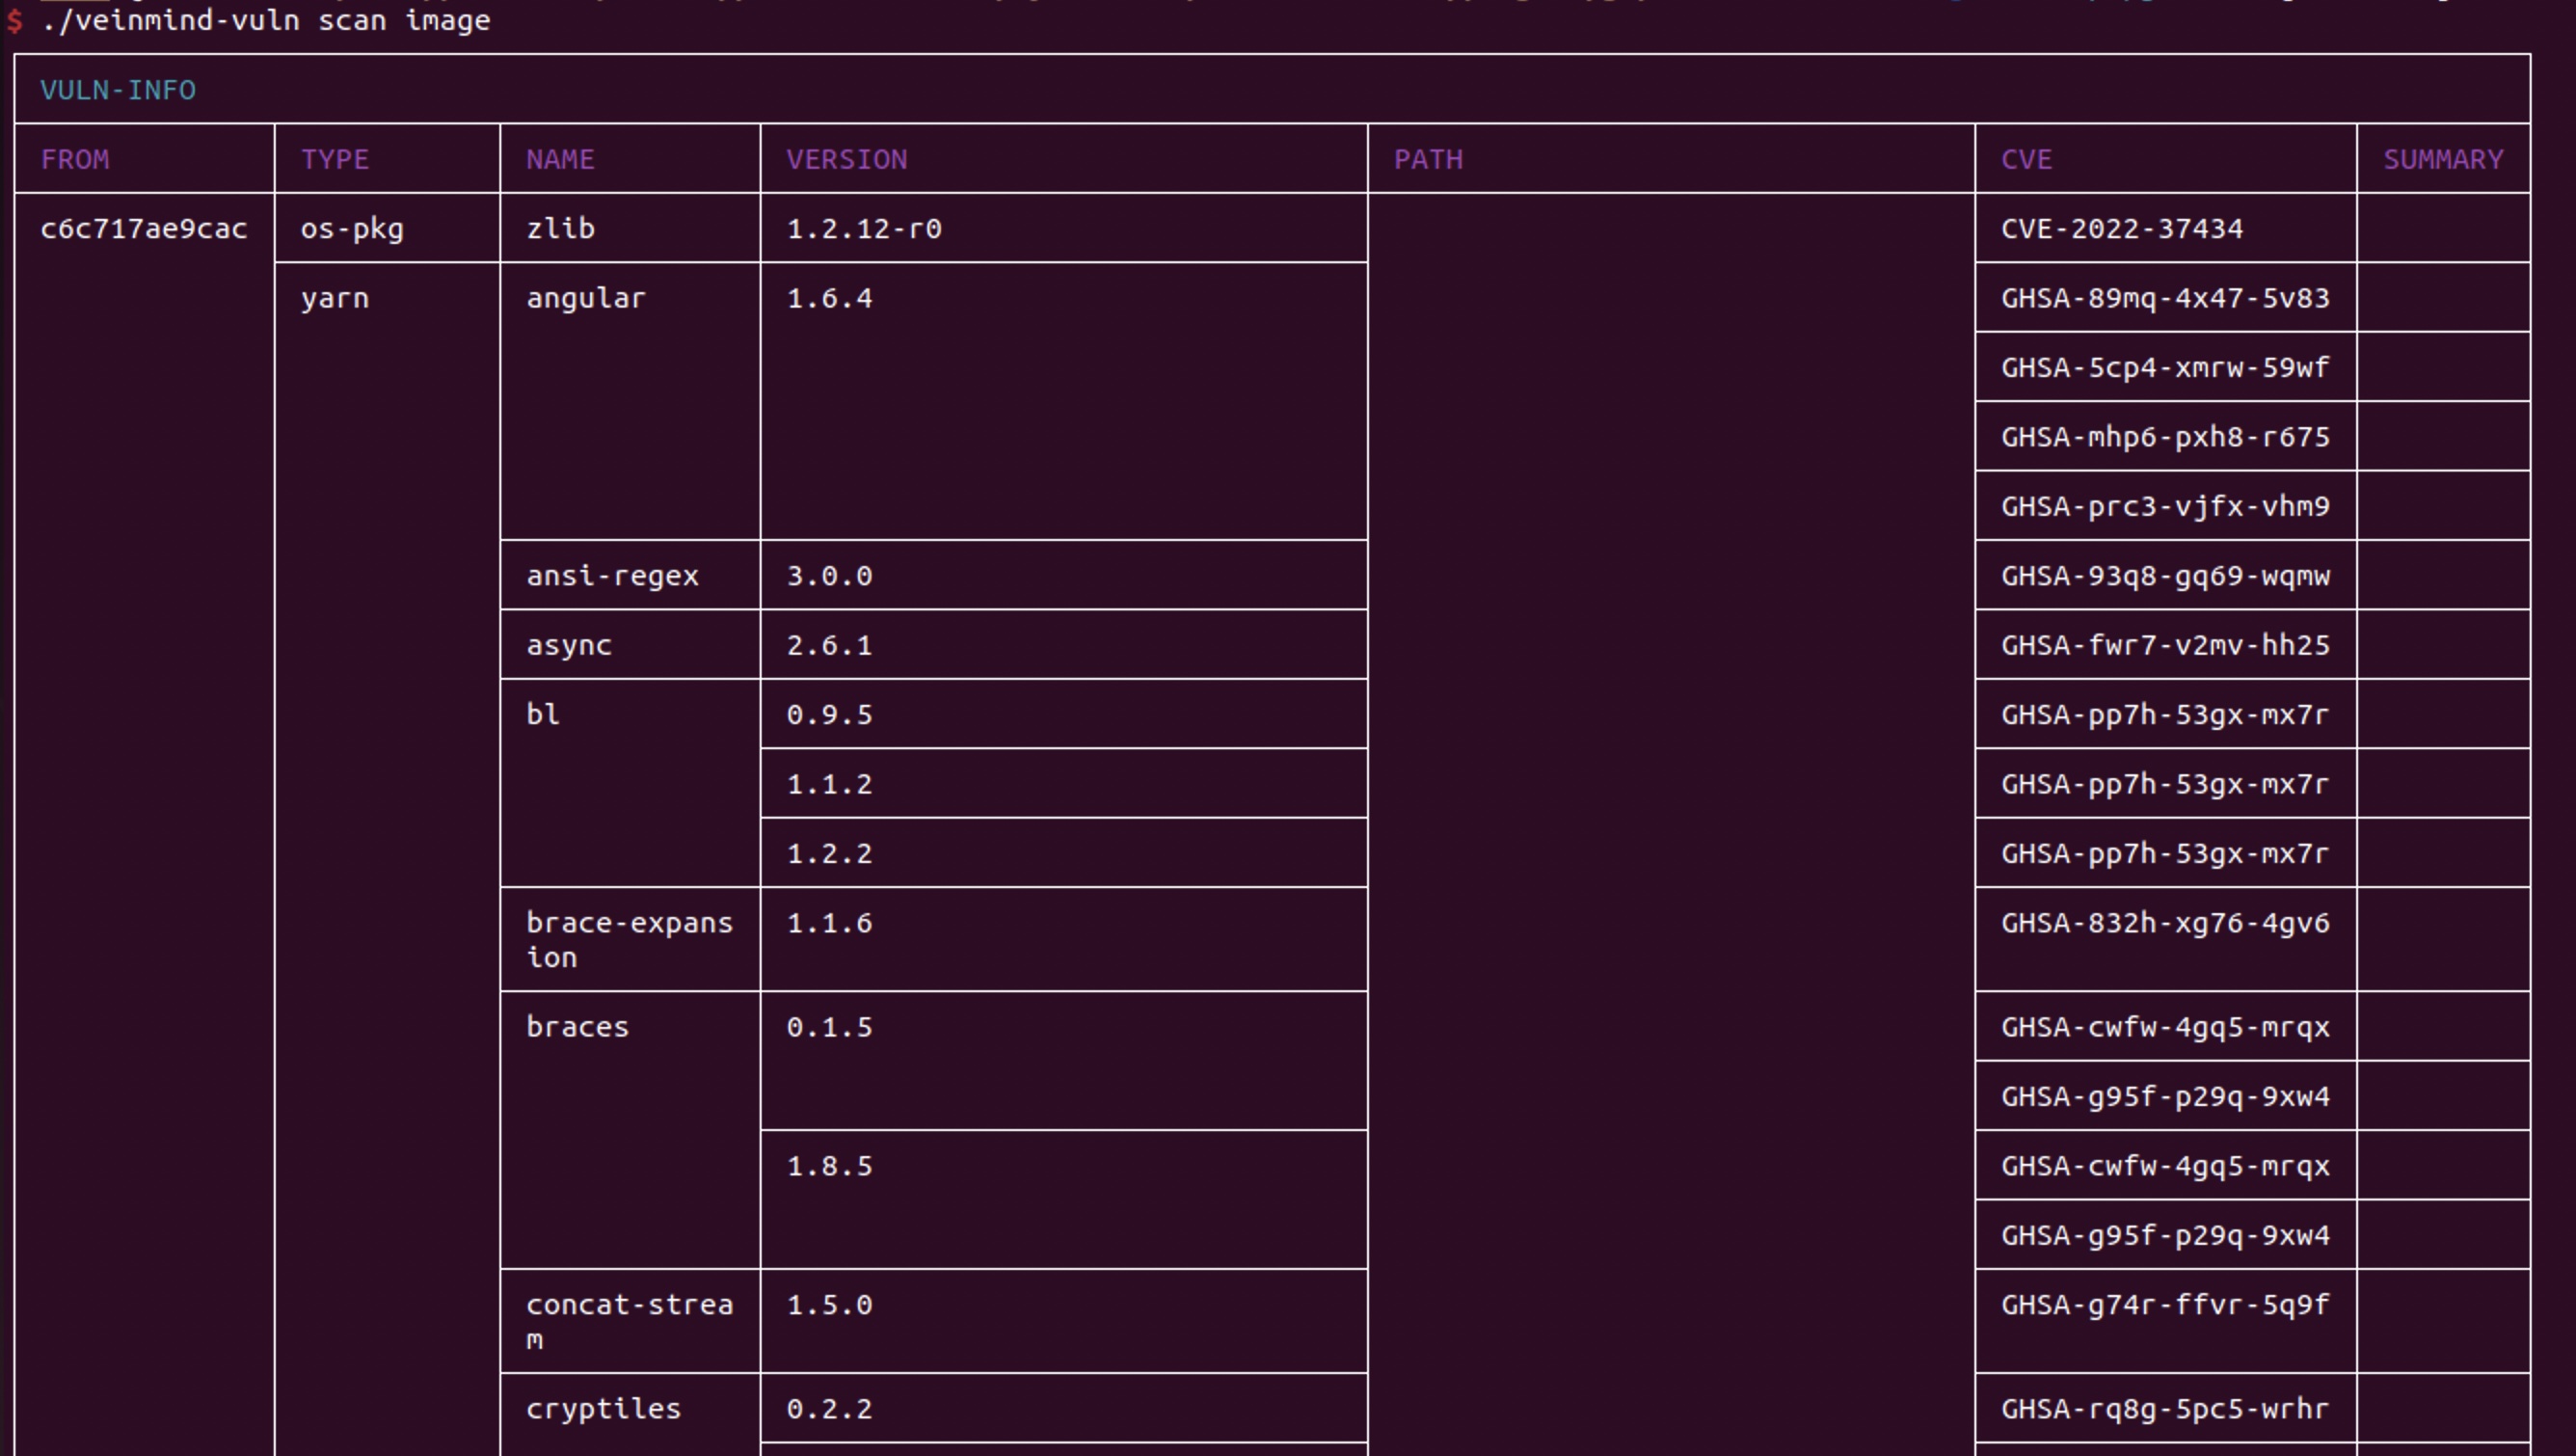 $ ./veinmind-vuln scan image
VULN-INFO
FROM TYPE NAME VERSION PATH CVE SUMMARY
c6c717ae9cac os-pkg zlib 1.2.12-r0 CVE-2022-37434
yarn angular 1.6.4 GHSA-89mq-4x47-5v83
GHSA-5cp4-xmrw-59wf
GHSA-mhp6-pxh8-r675
GHSA-prc3-vjfx-vhm9
ansi-regex 3.0.0 GHSA-93q8-gq69-wqmw
async 2.6.1 GHSA-fwr7-v2mv-hh25
bl 0.9.5 GHSA-pp7h-53gx-mx7r
1.1.2 GHSA-pp7h-53gx-mx7r
1.2.2 GHSA-pp7h-53gx-mx7r
brace-expans 1.1.6 GHSA-832h-xg76-4gv6
ion
braces 0.1.5 GHSA-cwfw-4gq5-mrqx
GHSA-g95f-p29q-9xw4
1.8.5 GHSA-cwfw-4gq5-mrqx
GHSA-g95f-p29q-9xw4
concat-strea 1.5.0 GHSA-g74r-ffvr-5q9f
m
cryptiles 0.2.2 GHSA-rq8g-5pc5-wrhr